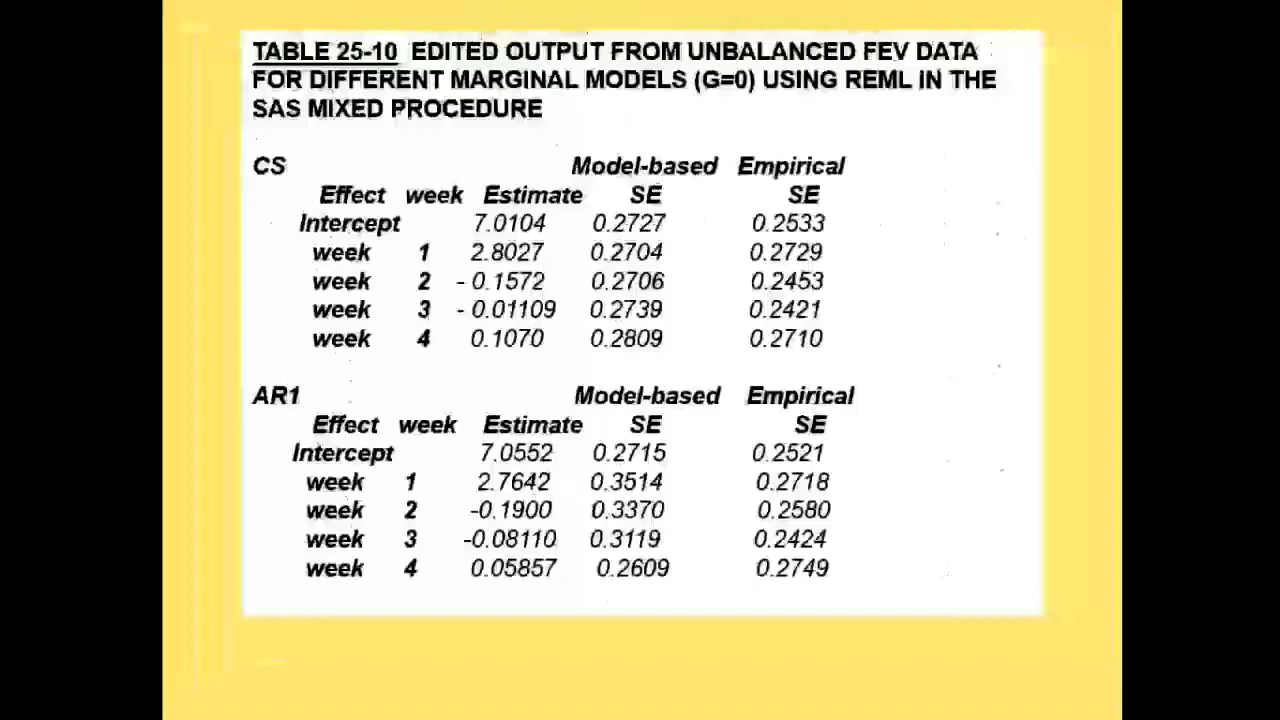 TABLE 25-10 EDITED OUTPUT FROM UNBALANCED FEV DATA
FOR DIFFERENT MARGINAL MODELS (G=0) USING REML IN THE
SAS MIXED PROCEDURE
CS Model-based Empirical
Effect week Estimate SE SE
Intercept 7.0104 0.2727 0.2533
week 1 2.8027 0.2704 0.2729
week 2 - 0.1572 0.2706 0.2453
week 3 - 0.01109 0.2739 0.2421
week 4 0.1070 0.2809 0.2710
AR1 Model-based Empirical
Effect week Estimate SE SE
Intercept 7.0552 0.2715 0.2521
week 1 2.7642 0.3514 0.2718
week 2 -0.1900 0.3370 0.2580
week 3 -0.08110 0.3119 0.2424
week 4 0.05857 0.2609 0.2749